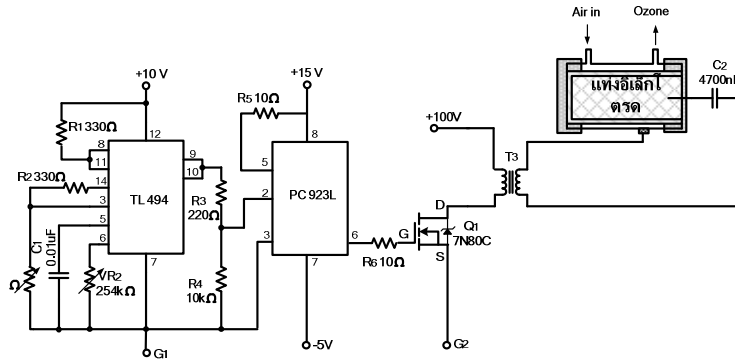 Air in
Ozone
+10 V
+15 V
C2
4700nF
แท่งอิเล็กโ
ตรด
R1 330Ω
R5 10Ω
+100V
T3
12
8
11
9
10
8
R2 330Ω
14
3
5
6
7
TL 494
R3
220Ω
5
2
3
PC 923L
6
7
D
G
S
Q1
7N80C
R6 10Ω
C1
0.01uF
Ω
VR2
254kΩ
R4
10kΩ
G1
-5V
G2